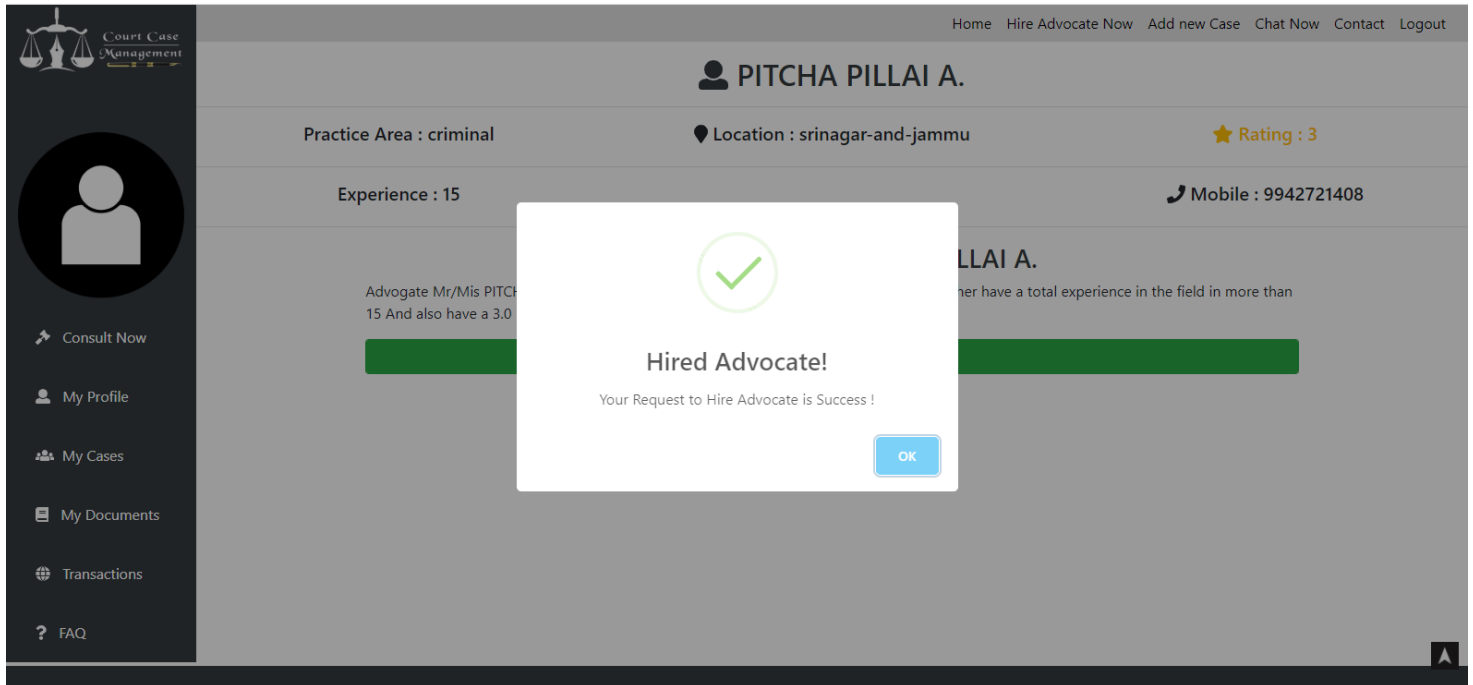 Court Case
Management
Home Hire Advocate Now Add new Case Chat Now Contact Logout
PITCHA PILLAI A.
Practice Area : criminal Location : srinagar-and-jammu Rating : 3
Experience : 15 Mobile : 9942721408
LLAI A.
Advogate Mr/Mis PITCH her have a total experience in the field in more than
15 And also have a 3.0
Hired Advocate!
Your Request to Hire Advocate is Success !
OK
Consult Now
My Profile
My Cases
My Documents
Transactions
? FAQ